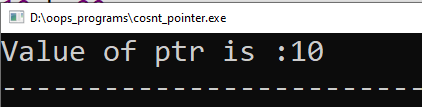 D:\oops_programs\cosnt_pointer.exe
Value of ptr is :10
--------------------------